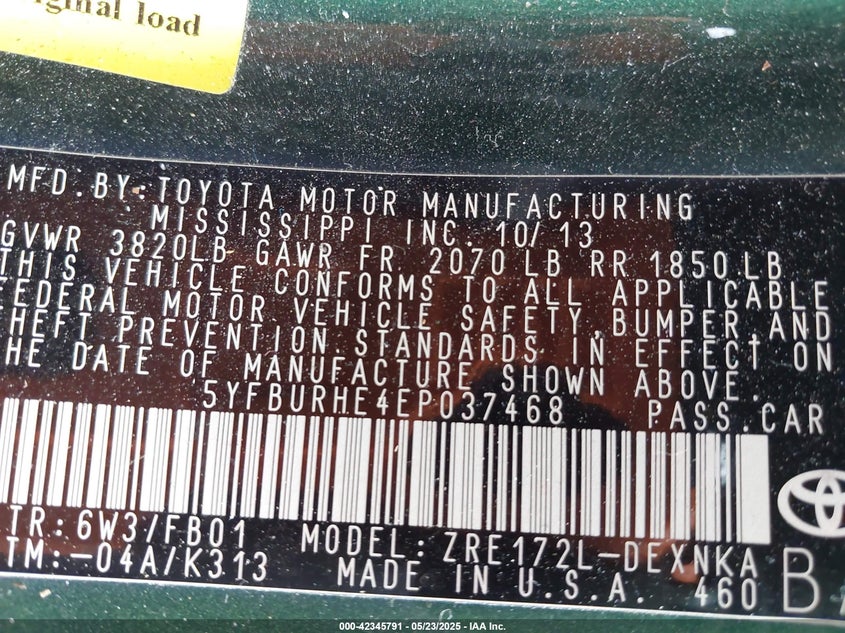 ginal load
MFD.BY:TOYOTA MOTOR MANUFACTURING
MISSISSIPPI INC. 10/13
GVWR 3820LB GAWR FR 2070 LB RR 1850 LB
THIS VEHICLE CONFORMS TO ALL APPLICABLE
FEDERAL MOTOR VEHICLE SAFETY,BUMPER,AND
THEFT PREVENTION STANDARDS IN EFFECT ON
HE DATE OF MANUFACTURE SHOWN ABOVE.
5YFBURHE4EP037468 PASS.CAR
TR:6W3/FB01 MODEL:ZRE172L-DEXNKA
TM:-04A/K313 MADE IN U.S.A. 460 B
000-42345791 - 05/23/2025 - IAA Inc.